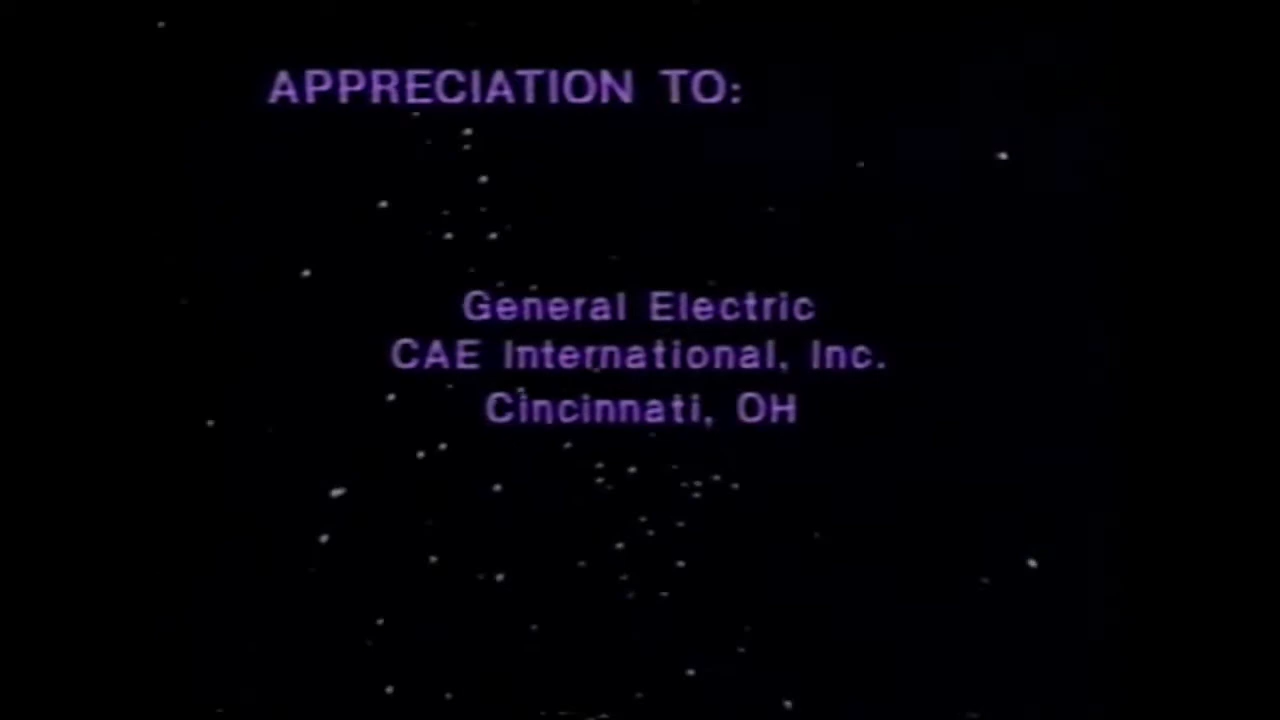 APPRECIATION TO:
General Electric
CAE International, Inc.
Cincinnati, OH